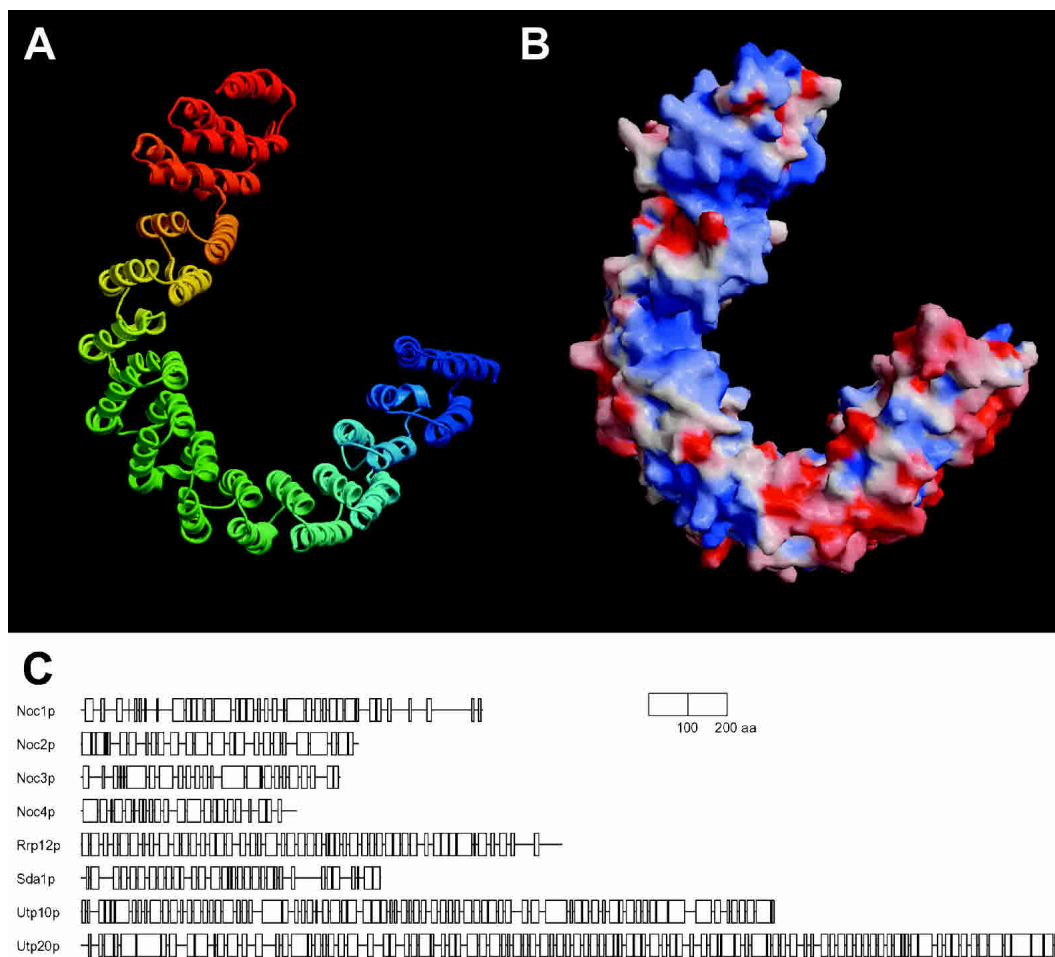 A
B
C
Noc1p
100 200 aa
Noc2p
Noc3p
Noc4p
Rrp12p
Sda1p
Utp10p
Utp20p